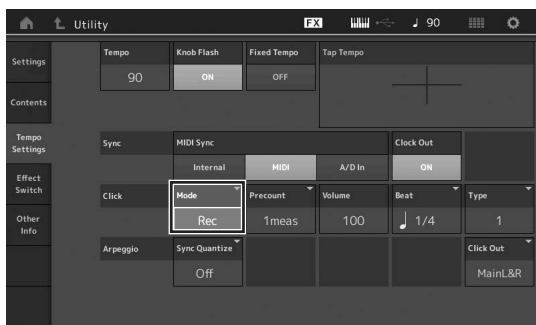 Utility FX 90
Settings
Tempo Knob Flash Fixed Tempo Tap Tempo
90 ON OFF
Contents
Tempo
Settings
Sync MIDI Sync Clock Out
Internal MIDI A/D In ON
Effect
Switch
Click Mode Precount Volume Beat Type
Rec 1meas 100 1/4 1
Other
Info
Arpeggio Sync Quantize Click Out
Off MainL&R